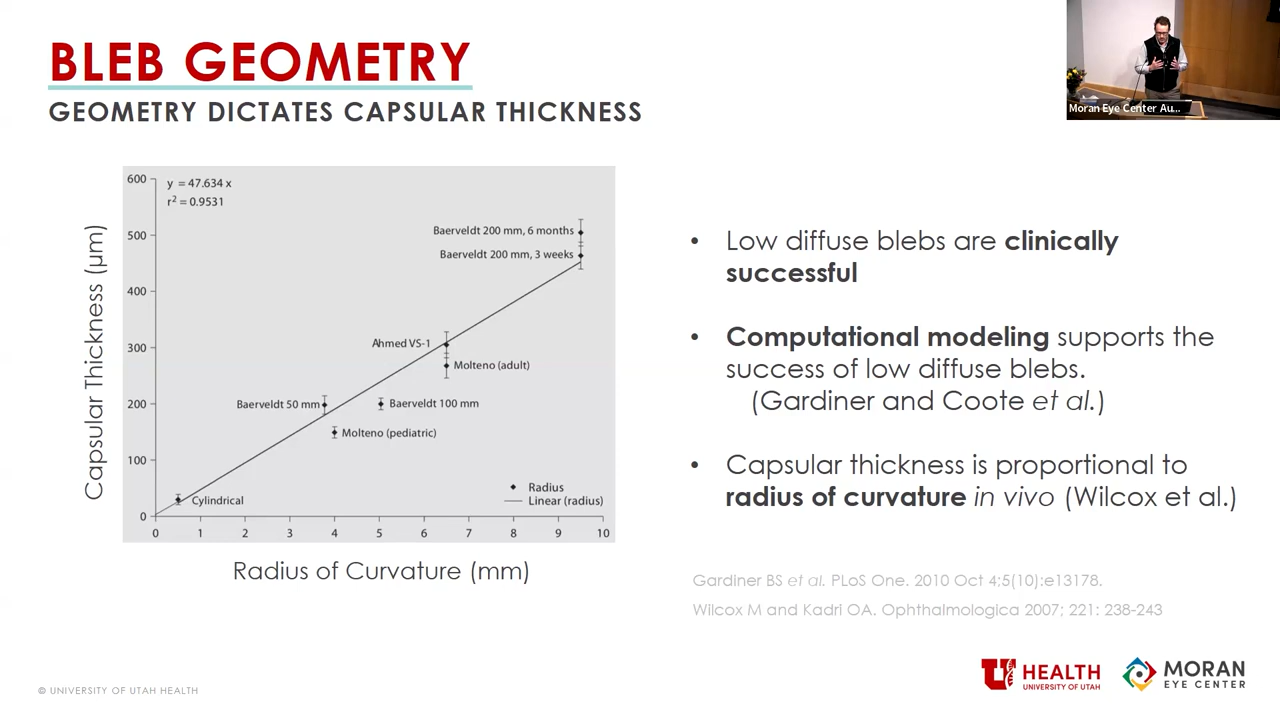 BLEB GEOMETRY
GEOMETRY DICTATES CAPSULAR THICKNESS
Moran Eye Center Au...
Capsular Thickness (μm)
600
500
400
300
200
100
0
y = 47.634 x
r² = 0.9531
Baerveldt 200 mm, 6 months
Baerveldt 200 mm, 3 weeks
Ahmed VS-1
Molteno (adult)
Baerveldt 50 mm
Baerveldt 100 mm
Molteno (pediatric)
Cylindrical
Radius
Linear (radius)
0 1 2 3 4 5 6 7 8 9 10
Radius of Curvature (mm)
• Low diffuse blebs are clinically
successful
• Computational modeling supports the
success of low diffuse blebs.
(Gardiner and Coote et al.)
• Capsular thickness is proportional to
radius of curvature in vivo (Wilcox et al.)
Gardiner BS et al. PLoS One. 2010 Oct 4;5(10):e13178.
Wilcox M and Kadri OA. Ophthalmologica 2007; 221: 238-243
© UNIVERSITY OF UTAH HEALTH
U HEALTH
UNIVERSITY OF UTAH
MORAN
EYE CENTER